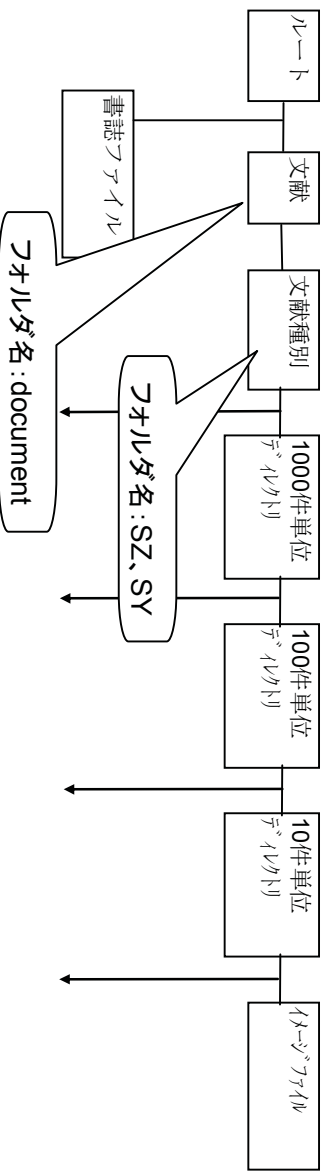 ルート
文献
書誌ファイル
文献種別
1000件単位
ディレクトリ
100件単位
ディレクトリ
10件単位
ディレクトリ
イメージファイル
フォルダ名:document
フォルダ名:SZ、SY